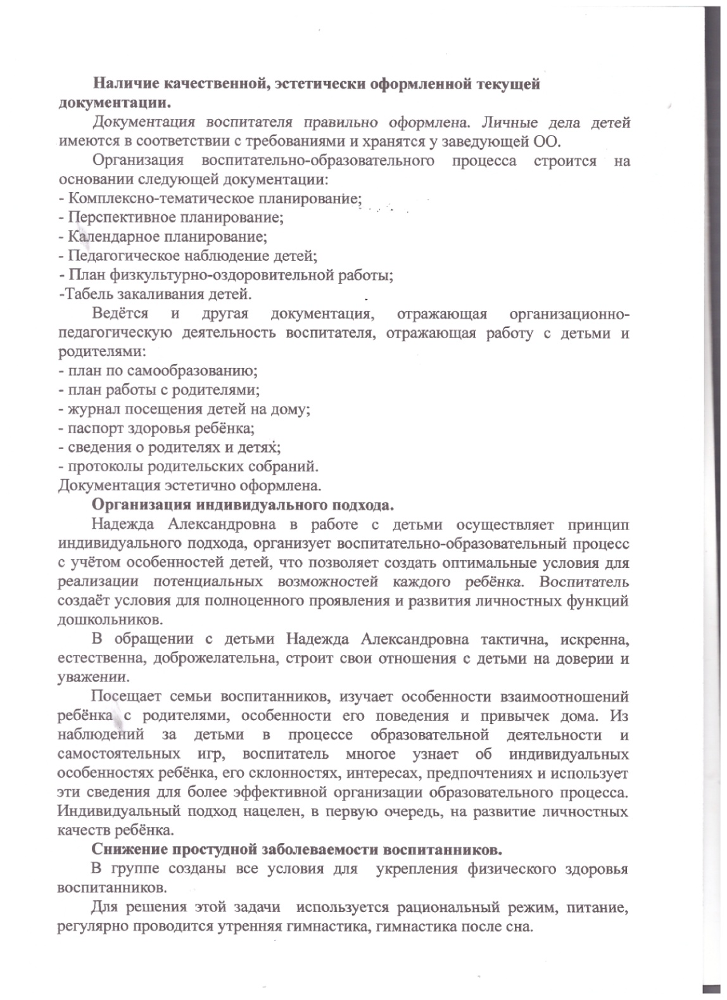 Наличие качественной, эстетически оформленной текущей
документации.
Документация воспитателя правильно оформлена. Личные дела детей
имеются в соответствии с требованиями и хранятся у заведующей ОО.
Организация воспитательно-образовательного процесса строится на
основании следующей документации:
- Комплексно-тематическое планирование;
- Перспективное планирование;
- Календарное планирование;
- Педагогическое наблюдение детей;
- План физкультурно-оздоровительной работы;
-Табель закаливания детей.
Ведётся и другая документация, отражающая организационно-
педагогическую деятельность воспитателя, отражающая работу с детьми и
родителями:
- план по самообразованию;
- план работы с родителями;
- журнал посещения детей на дому;
- паспорт здоровья ребёнка;
- сведения о родителях и детях;
- протоколы родительских собраний.
Документация эстетично оформлена.
Организация индивидуального подхода.
Надежда Александровна в работе с детьми осуществляет принцип
индивидуального подхода, организует воспитательно-образовательный процесс
с учётом особенностей детей, что позволяет создать оптимальные условия для
реализации потенциальных возможностей каждого ребёнка. Воспитатель
создаёт условия для полноценного проявления и развития личностных функций
дошкольников.
В обращении с детьми Надежда Александровна тактична, искренна,
естественна, доброжелательна, строит свои отношения с детьми на доверии и
уважении.
Посещает семьи воспитанников, изучает особенности взаимоотношений
ребёнка с родителями, особенности его поведения и привычек дома. Из
наблюдений за детьми в процессе образовательной деятельности и
самостоятельных игр, воспитатель многое узнает об индивидуальных
особенностях ребёнка, его склонностях, интересах, предпочтениях и использует
эти сведения для более эффективной организации образовательного процесса.
Индивидуальный подход нацелен, в первую очередь, на развитие личностных
качеств ребёнка.
Снижение простудной заболеваемости воспитанников.
В группе созданы все условия для укрепления физического здоровья
воспитанников.
Для решения этой задачи используется рациональный режим, питание,
регулярно проводится утренняя гимнастика, гимнастика после сна.